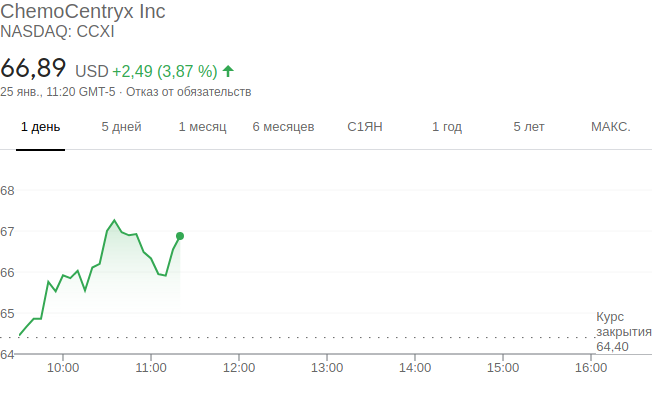 ChemoCentryx Inc
NASDAQ: CCXI
66,89 USD +2,49 (3,87 %)
25 янв., 11:20 GMT-5 · Отказ от обязательств
1 день 5 дней 1 месяц 6 месяцев С1ЯН 1 год 5 лет МАКС.
68
67
66
65
Курс
закрытия
64,40
64
10:00 11:00 12:00 13:00 14:00 15:00 16:00